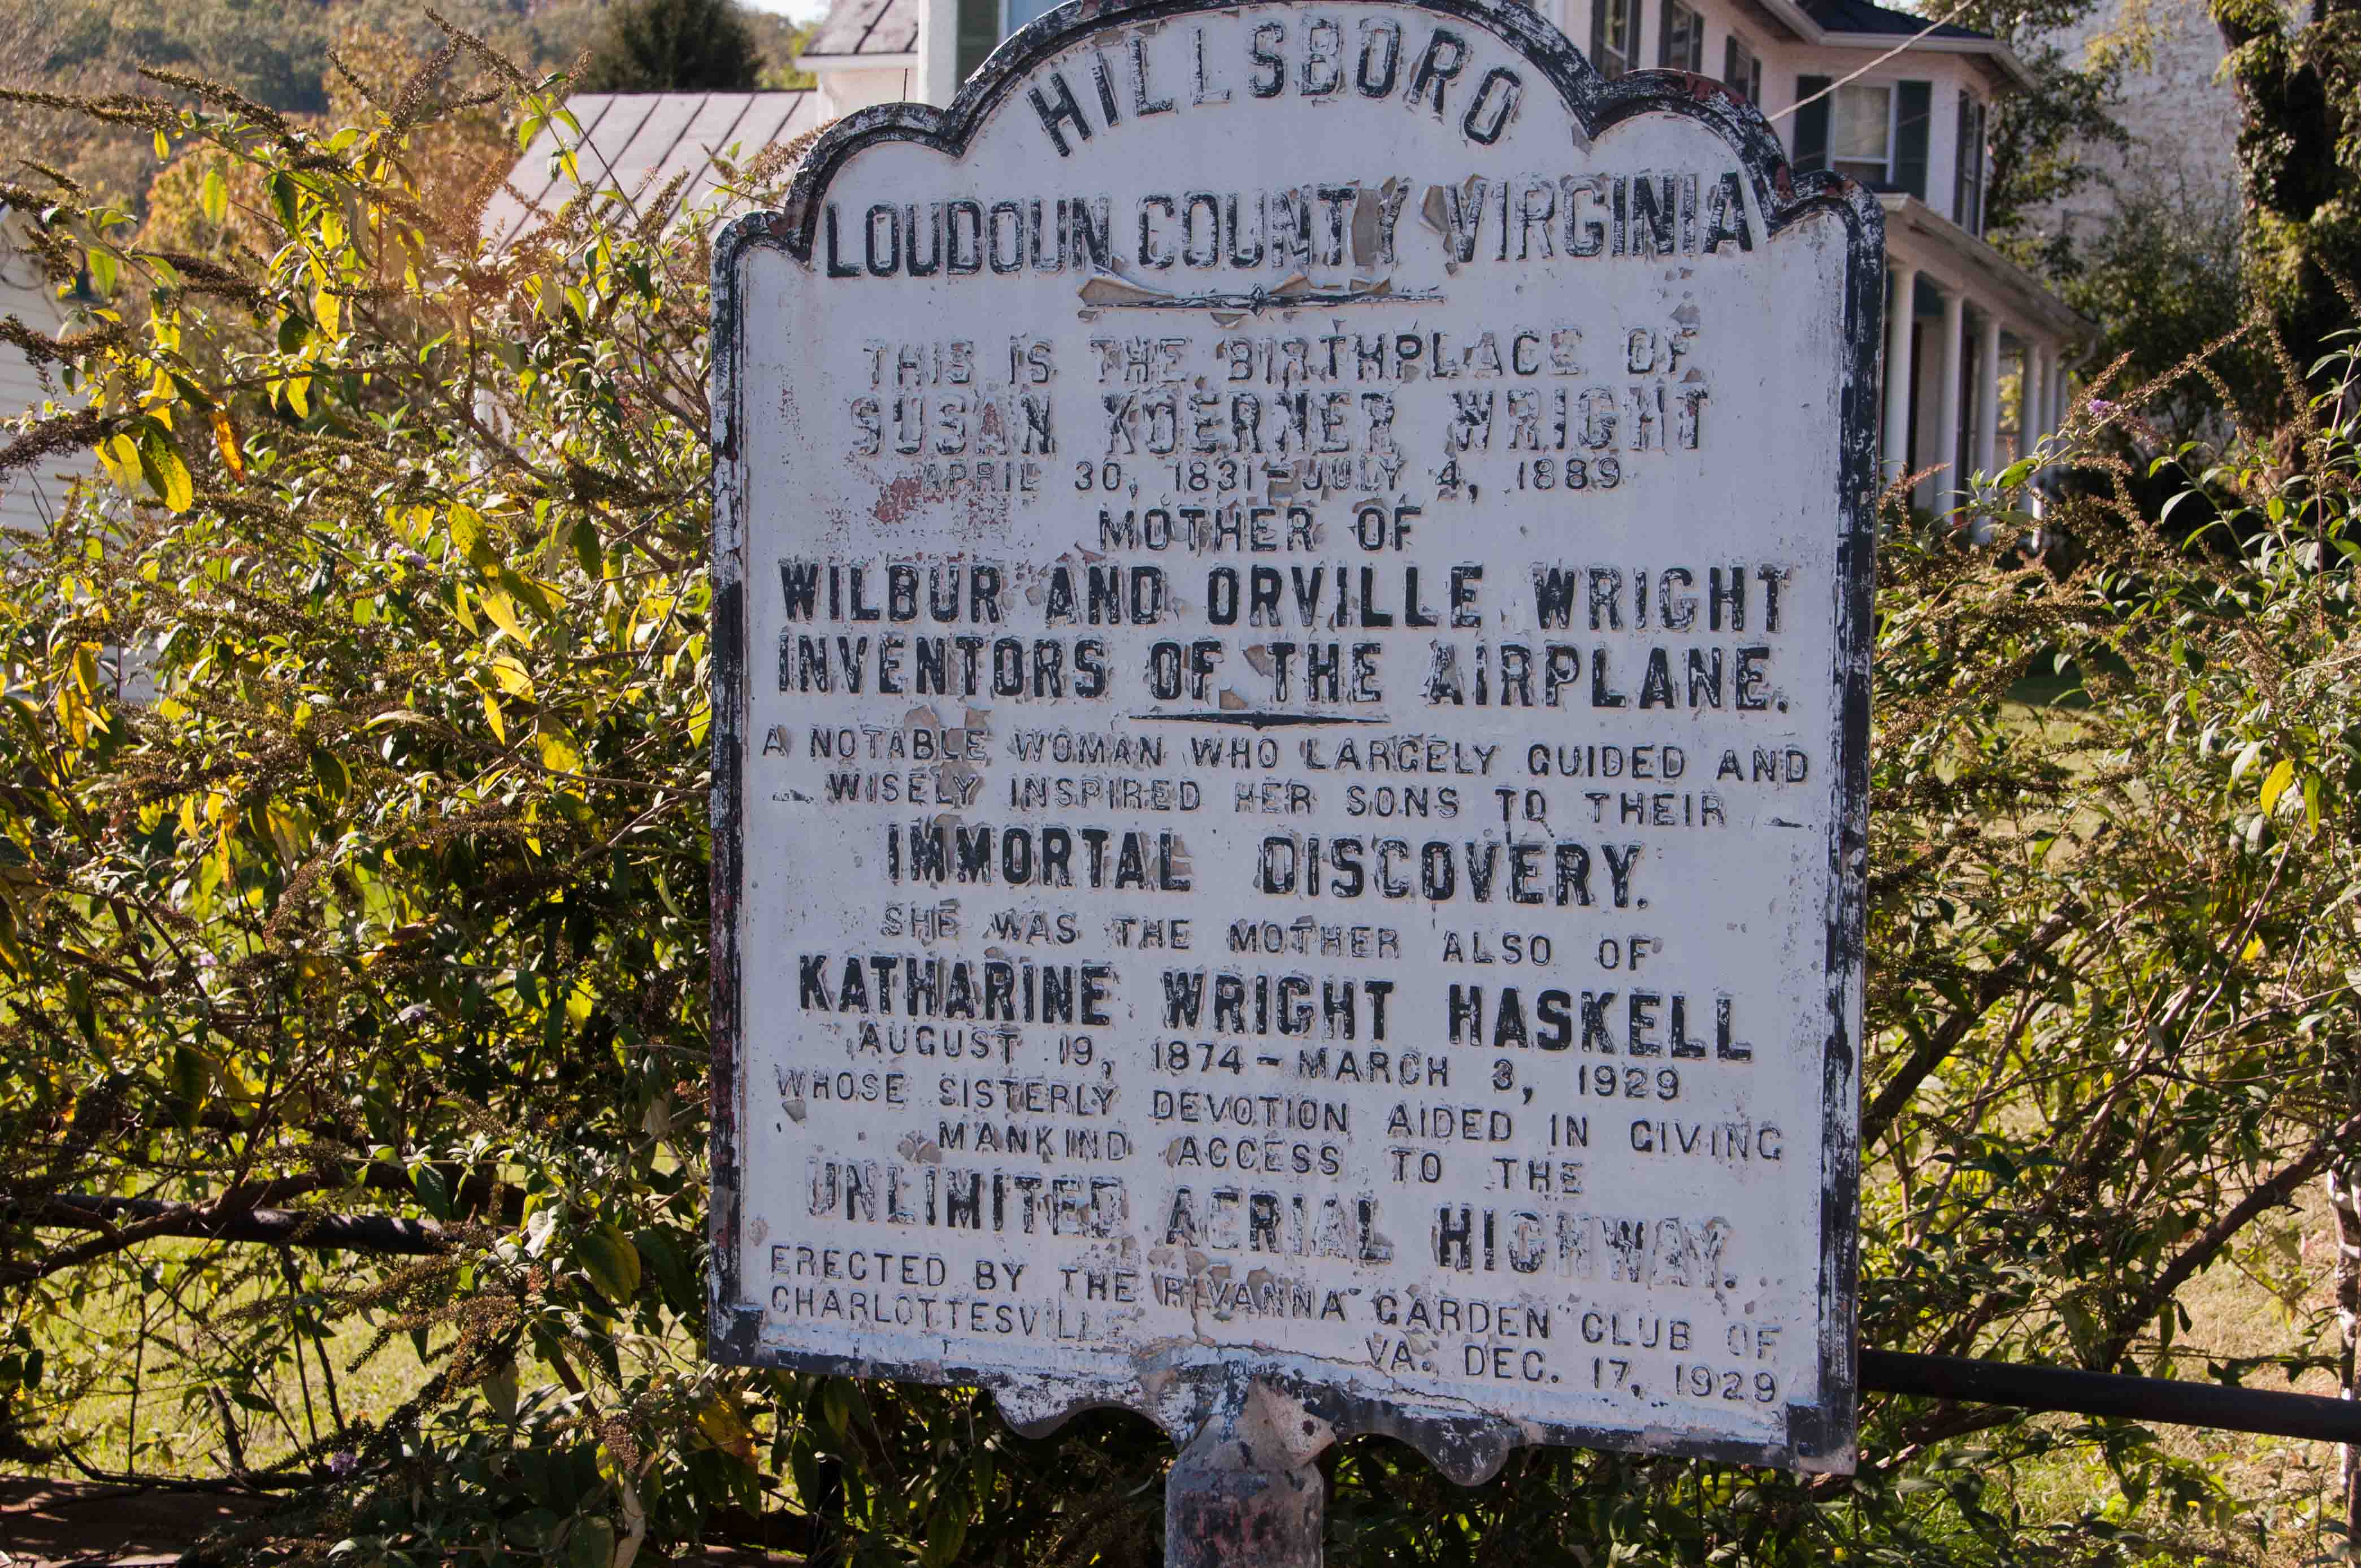 HILLSBORO
LOUDOUN COUNTY VIRGINIA
THIS IS THE BIRTHPLACE OF
SUSAN KOERNER WRIGHT
APRIL 30, 1831-JULY 4, 1889
MOTHER OF
WILBUR AND ORVILLE WRIGHT
INVENTORS OF THE AIRPLANE.
A NOTABLE WOMAN WHO LARGELY GUIDED AND
WISELY INSPIRED HER SONS TO THEIR
IMMORTAL DISCOVERY.
SHE WAS THE MOTHER ALSO OF
KATHARINE WRIGHT HASKELL
AUGUST 19, 1874-MARCH 3, 1929
WHOSE SISTERLY DEVOTION AIDED IN GIVING
MANKIND ACCESS TO THE
UNLIMITED AERIAL HIGHWAY.
ERECTED BY THE RIVANNA GARDEN CLUB OF
CHARLOTTESVILLE VA. DEC. 17, 1929